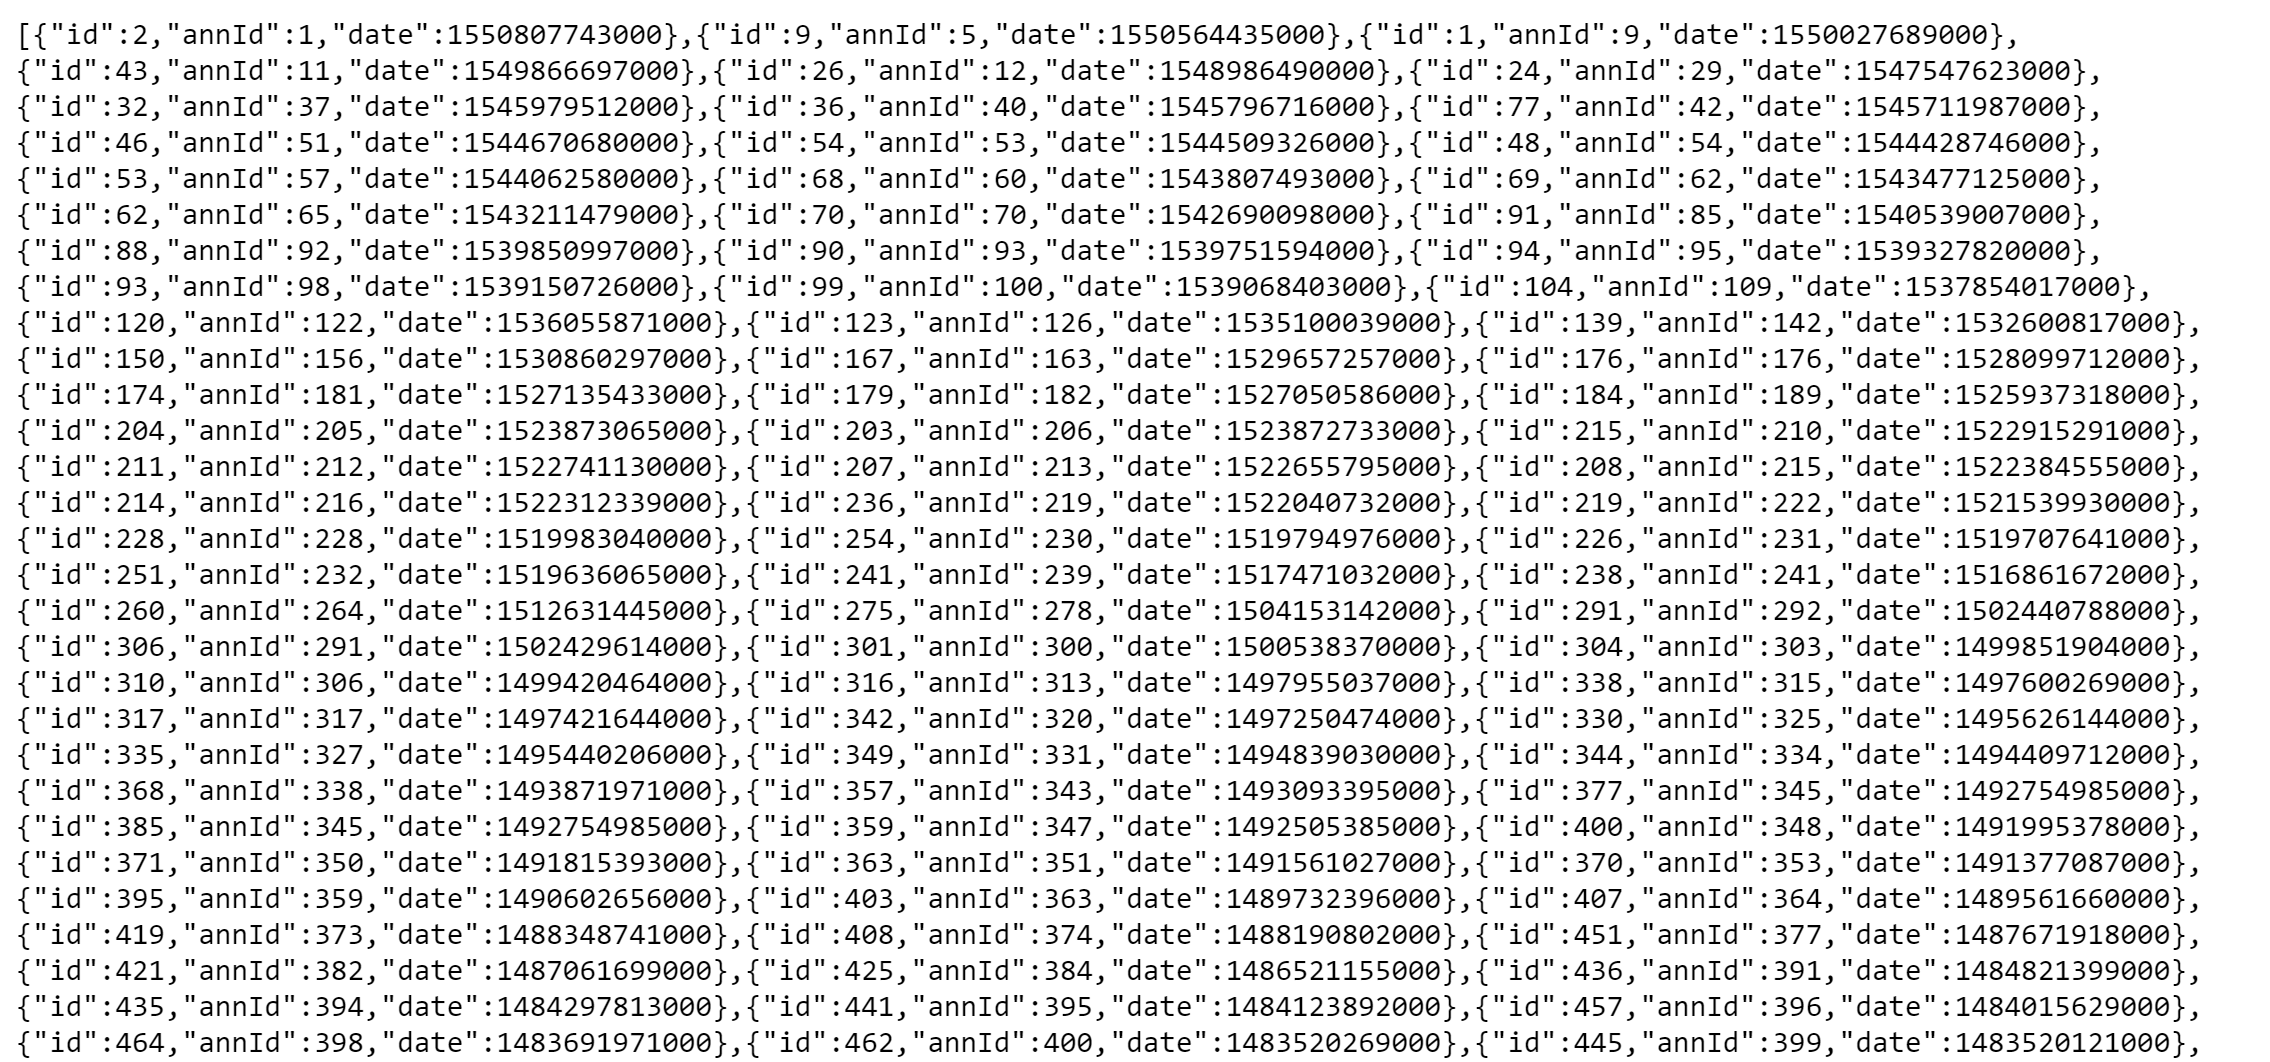 [{"id":2,"annId":1,"date":1550807743000},{"id":9,"annId":5,"date":1550564435000},{"id":1,"annId":9,"date":1550027689000},
{"id":43,"annId":11,"date":1549866697000},{"id":26,"annId":12,"date":1548986490000},{"id":24,"annId":29,"date":1547547623000},
{"id":32,"annId":37,"date":1545979512000},{"id":36,"annId":40,"date":1545796716000},{"id":77,"annId":42,"date":1545711987000},
{"id":46,"annId":51,"date":1544670680000},{"id":54,"annId":53,"date":1544509326000},{"id":48,"annId":54,"date":1544428746000},
{"id":53,"annId":57,"date":1544062580000},{"id":68,"annId":60,"date":1543807493000},{"id":69,"annId":62,"date":1543477125000},
{"id":62,"annId":65,"date":1543211479000},{"id":70,"annId":70,"date":1542690098000},{"id":91,"annId":85,"date":1540539007000},
{"id":88,"annId":92,"date":1539850997000},{"id":90,"annId":93,"date":1539751594000},{"id":94,"annId":95,"date":1539327820000},
{"id":93,"annId":98,"date":1539150726000},{"id":99,"annId":100,"date":1539068403000},{"id":104,"annId":109,"date":1537854017000},
{"id":120,"annId":122,"date":1536055871000},{"id":123,"annId":126,"date":1535100039000},{"id":139,"annId":142,"date":1532600817000},
{"id":150,"annId":156,"date":1530860297000},{"id":167,"annId":163,"date":1529657257000},{"id":176,"annId":176,"date":1528099712000},
{"id":174,"annId":181,"date":1527135433000},{"id":179,"annId":182,"date":1527050586000},{"id":184,"annId":189,"date":1525937318000},
{"id":204,"annId":205,"date":1523873065000},{"id":203,"annId":206,"date":1523872733000},{"id":215,"annId":210,"date":1522915291000},
{"id":211,"annId":212,"date":1522741130000},{"id":207,"annId":213,"date":1522655795000},{"id":208,"annId":215,"date":1522384555000},
{"id":214,"annId":216,"date":1522312339000},{"id":236,"annId":219,"date":1522040732000},{"id":219,"annId":222,"date":1521539930000},
{"id":228,"annId":228,"date":1519983040000},{"id":254,"annId":230,"date":1519794976000},{"id":226,"annId":231,"date":1519707641000},
{"id":251,"annId":232,"date":1519636065000},{"id":241,"annId":239,"date":1517471032000},{"id":238,"annId":241,"date":1516861672000},
{"id":260,"annId":264,"date":1512631445000},{"id":275,"annId":278,"date":1504153142000},{"id":291,"annId":292,"date":1502440788000},
{"id":306,"annId":291,"date":1502429614000},{"id":301,"annId":300,"date":1500538370000},{"id":304,"annId":303,"date":1499851904000},
{"id":310,"annId":306,"date":1499420464000},{"id":316,"annId":313,"date":1497955037000},{"id":338,"annId":315,"date":1497600269000},
{"id":317,"annId":317,"date":1497421644000},{"id":342,"annId":320,"date":1497250474000},{"id":330,"annId":325,"date":1495626144000},
{"id":335,"annId":327,"date":1495440206000},{"id":349,"annId":331,"date":1494839030000},{"id":344,"annId":334,"date":1494409712000},
{"id":368,"annId":338,"date":1493871971000},{"id":357,"annId":343,"date":1493093395000},{"id":377,"annId":345,"date":1492754985000},
{"id":385,"annId":345,"date":1492754985000},{"id":359,"annId":347,"date":1492505385000},{"id":400,"annId":348,"date":1491995378000},
{"id":371,"annId":350,"date":1491815393000},{"id":363,"annId":351,"date":1491561027000},{"id":370,"annId":353,"date":1491377087000},
{"id":395,"annId":359,"date":1490602656000},{"id":403,"annId":363,"date":1489732396000},{"id":407,"annId":364,"date":1489561660000},
{"id":419,"annId":373,"date":1488348741000},{"id":408,"annId":374,"date":1488190802000},{"id":451,"annId":377,"date":1487671918000},
{"id":421,"annId":382,"date":1487061699000},{"id":425,"annId":384,"date":1486521155000},{"id":436,"annId":391,"date":1484821399000},
{"id":435,"annId":394,"date":1484297813000},{"id":441,"annId":395,"date":1484123892000},{"id":457,"annId":396,"date":1484015629000},
{"id":464,"annId":398,"date":1483691971000},{"id":462,"annId":400,"date":1483520269000},{"id":445,"annId":399,"date":1483520121000},